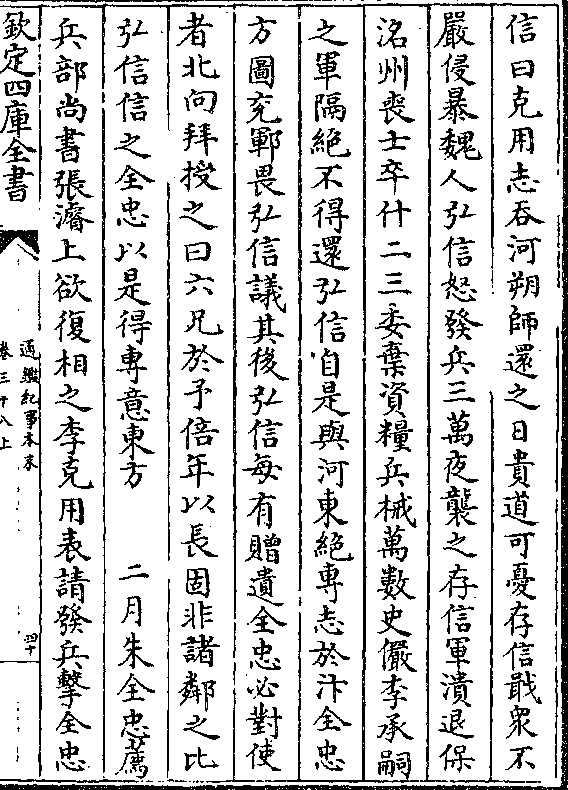 信曰克用志吞河朔師還之日貴道可憂存信戢衆不
嚴侵暴魏人弘信怒發兵三萬夜襲之存信軍潰退保
洺州喪士卒什二三委棄資糧兵械萬數史儼李承嗣
之軍隔絶不得還弘信自是與河東絶專志於汴全忠
方圖兖鄆畏弘信議其後弘信每有贈遺全忠必對使
者北向拜授之曰六兄於予倍年以長固非諸鄰之比
弘信信之全忠以是得專意東方 二月朱全忠薦
兵部尚書張濬上欲復相之李克用表請發兵擊全忠
欽定四庫全書
通鑑紀事本末
卷三十八上
四十